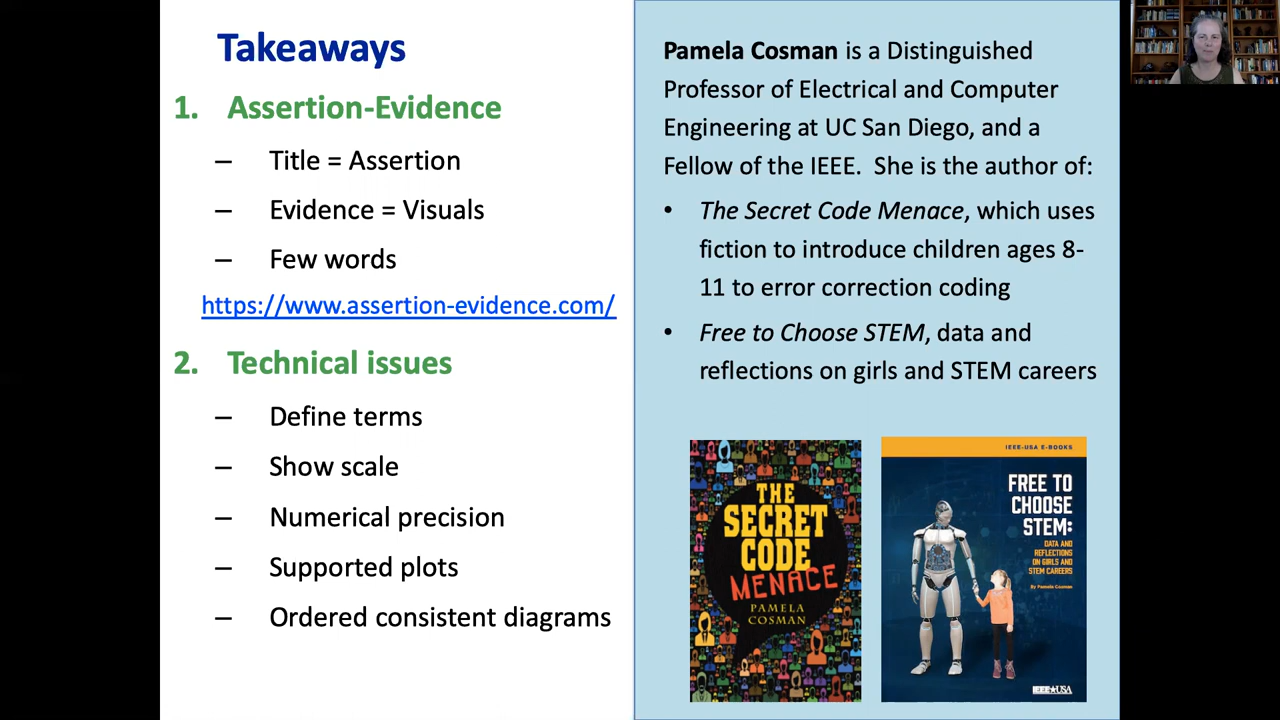 Takeaways
1. Assertion-Evidence
– Title = Assertion
– Evidence = Visuals
– Few words
https://www.assertion-evidence.com/
2. Technical issues
– Define terms
– Show scale
– Numerical precision
– Supported plots
– Ordered consistent diagrams
Pamela Cosman is a Distinguished
Professor of Electrical and Computer
Engineering at UC San Diego, and a
Fellow of the IEEE. She is the author of:
• The Secret Code Menace, which uses
fiction to introduce children ages 8-
11 to error correction coding
• Free to Choose STEM, data and
reflections on girls and STEM careers
THE
SECRET
CODE
MENACE
PAMELA
COSMAN
IEEE-USA E-BOOKS
FREE TO
CHOOSE
STEM:
DATA AND
REFLECTIONS
ON GIRLS AND
STEM CAREERS
By Pamela Cosman
IEEE★USA